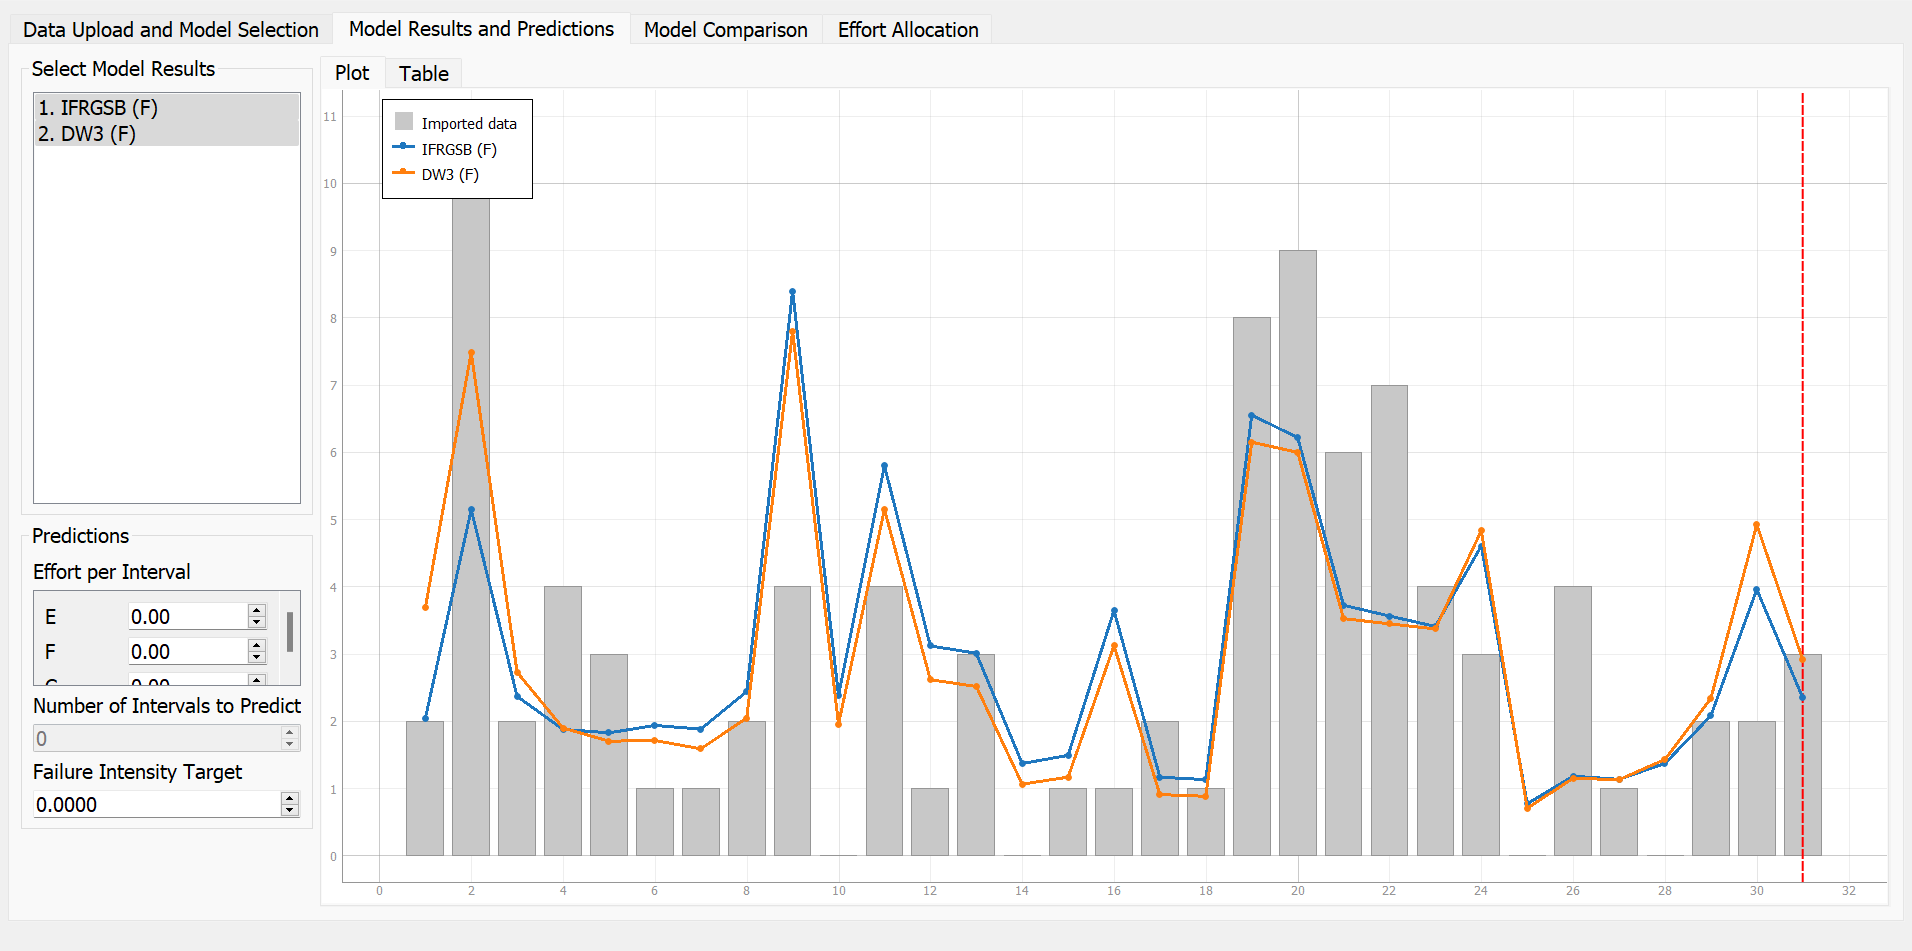 Data Upload and Model Selection
Model Results and Predictions
Model Comparison
Effort Allocation
Select Model Results
1. IFRGSB (F)
2. DW3 (F)
Predictions
Effort per Interval
E 0.00
F 0.00
Number of Intervals to Predict
0
Failure Intensity Target
0.0000
Plot
Table
Imported data
IFRGSB (F)
DW3 (F)
11
10
9
8
7
6
5
4
3
2
1
0
0 2 4 6 8 10 12 14 16 18 20 22 24 26 28 30 32